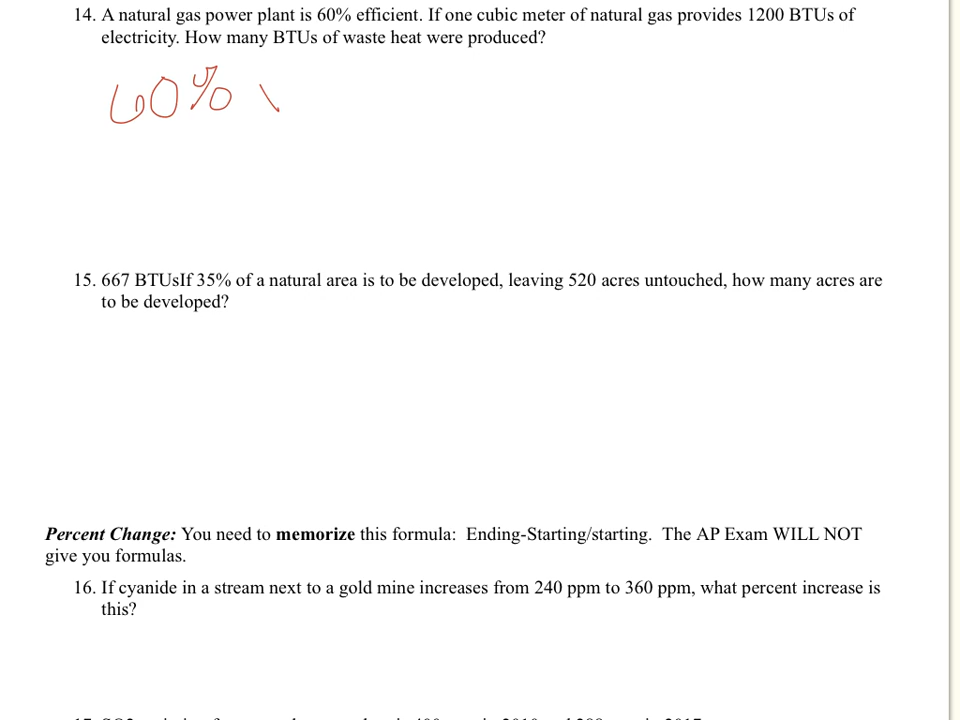 14. A natural gas power plant is 60% efficient. If one cubic meter of natural gas provides 1200 BTUs of
electricity. How many BTUs of waste heat were produced?
60% \
15. 667 BTUsIf 35% of a natural area is to be developed, leaving 520 acres untouched, how many acres are
to be developed?
Percent Change: You need to memorize this formula: Ending-Starting/starting. The AP Exam WILL NOT
give you formulas.
16. If cyanide in a stream next to a gold mine increases from 240 ppm to 360 ppm, what percent increase is
this?